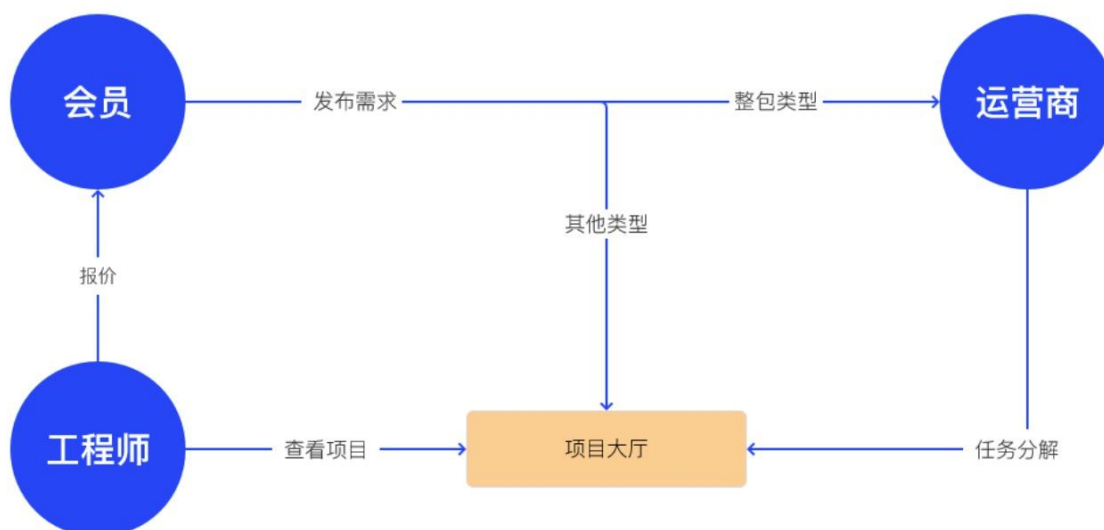 会员
发布需求
整包类型
运营商
其他类型
报价
工程师
查看项目
项目大厅
任务分解